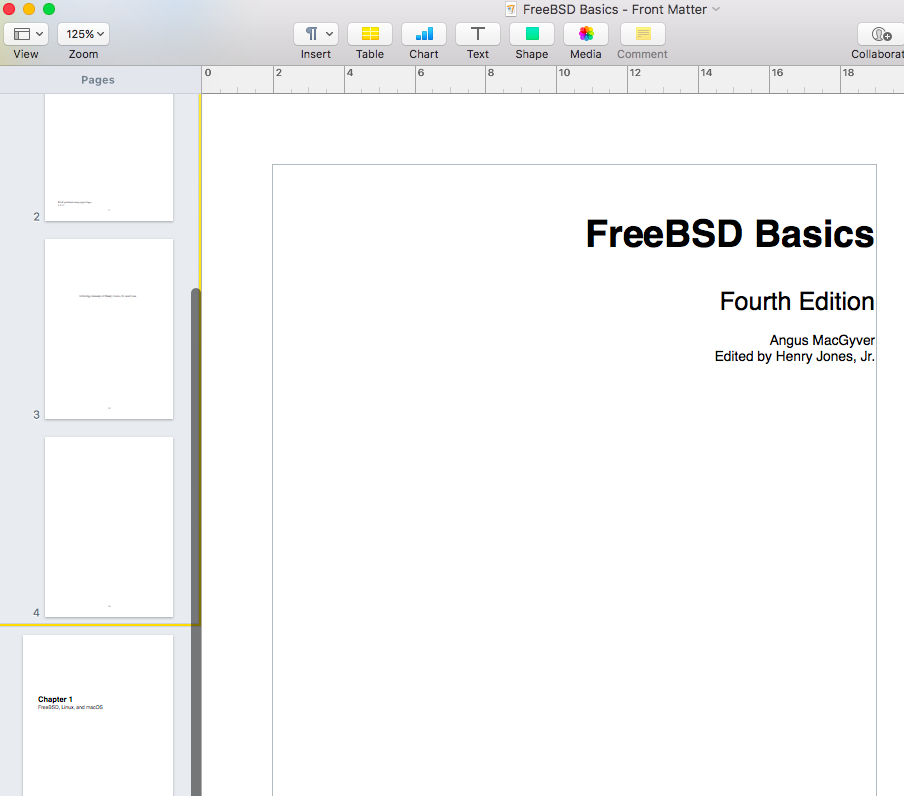 FreeBSD Basics - Front Matter
125%
View
Zoom
Insert
Table
Chart
Text
Shape
Media
Comment
Collaborat
Pages
0 2 4 6 8 10 12 14 16 18
2
3
4
Chapter 1
FreeBSD, Linux, and macOS
FreeBSD Basics
Fourth Edition
Angus MacGyver
Edited by Henry Jones, Jr.